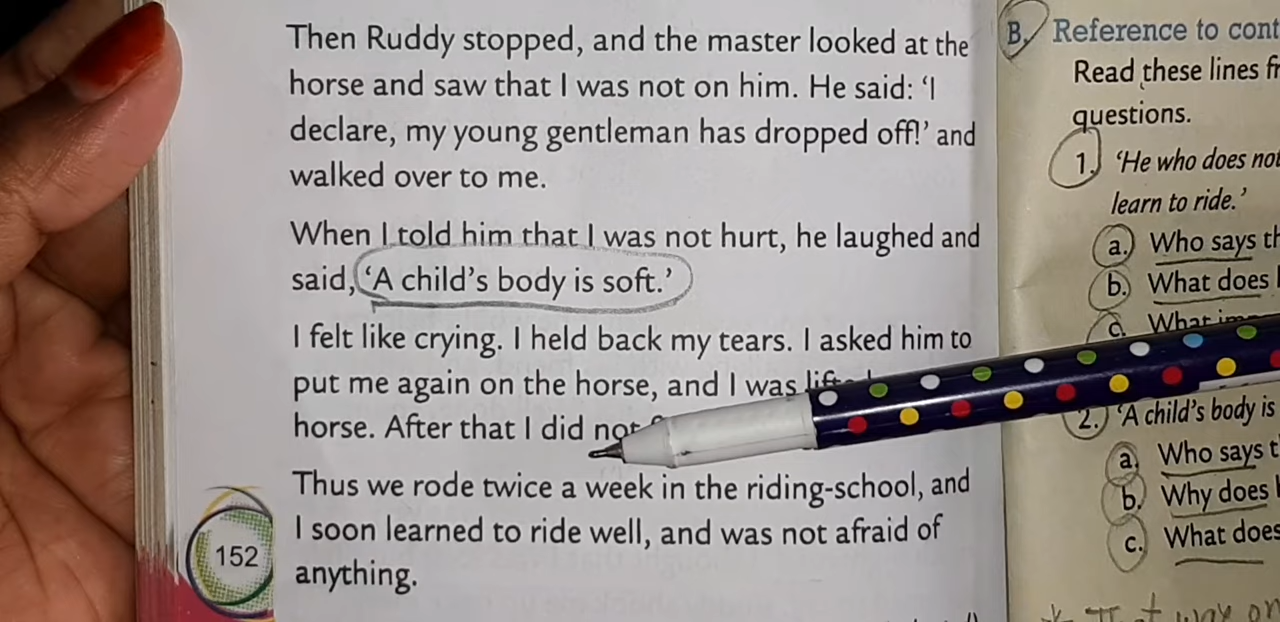 Then Ruddy stopped, and the master looked at the
horse and saw that I was not on him. He said: ‘I
declare, my young gentleman has dropped off!’ and
walked over to me.
When I told him that I was not hurt, he laughed and
said, ‘A child’s body is soft.’
I felt like crying. I held back my tears. I asked him to
put me again on the horse, and I was
horse. After that I did not
Thus we rode twice a week in the riding-school, and
I soon learned to ride well, and was not afraid of
anything.
152
B. Reference to
Read these lines
questions.
1. ‘He who does
learn to ride.’
a. Who says
b. What does
c. What
2. ‘A child’s body is
a. Who says
b. Why does
c. What does